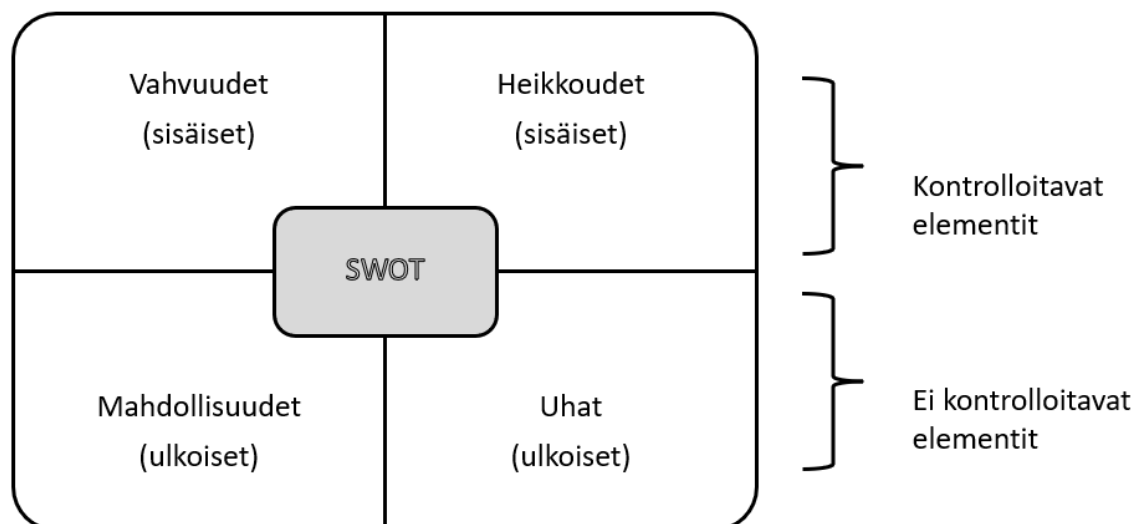 Vahvuudet
(sisäiset)
Heikkoudet
(sisäiset)
Kontrolloitavat
elementit
SWOT
Mahdollisuudet
(ulkoiset)
Uhat
(ulkoiset)
Ei kontrolloitavat
elementit